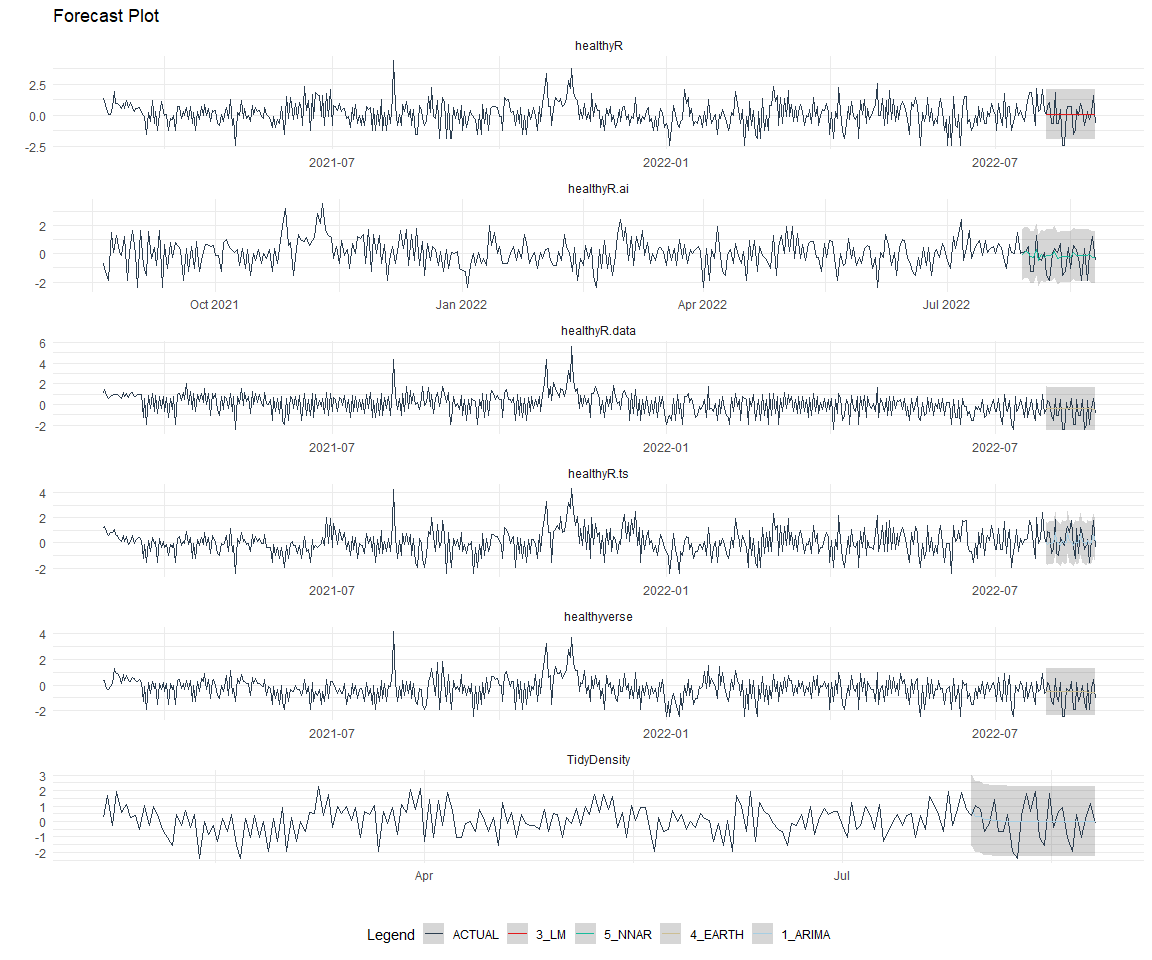 Forecast Plot
healthyR
2.5
0.0
-2.5
2021-07 2022-01 2022-07
healthyR.ai
2
0
-2
Oct 2021 Jan 2022 Apr 2022 Jul 2022
healthyR.data
6
4
2
0
-2
2021-07 2022-01 2022-07
healthyR.ts
4
2
0
-2
2021-07 2022-01 2022-07
healthyverse
4
2
0
-2
2021-07 2022-01 2022-07
TidyDensity
3
2
1
0
-1
-2
Apr Jul
Legend ACTUAL 3_LM 5_NNAR 4_EARTH 1_ARIMA